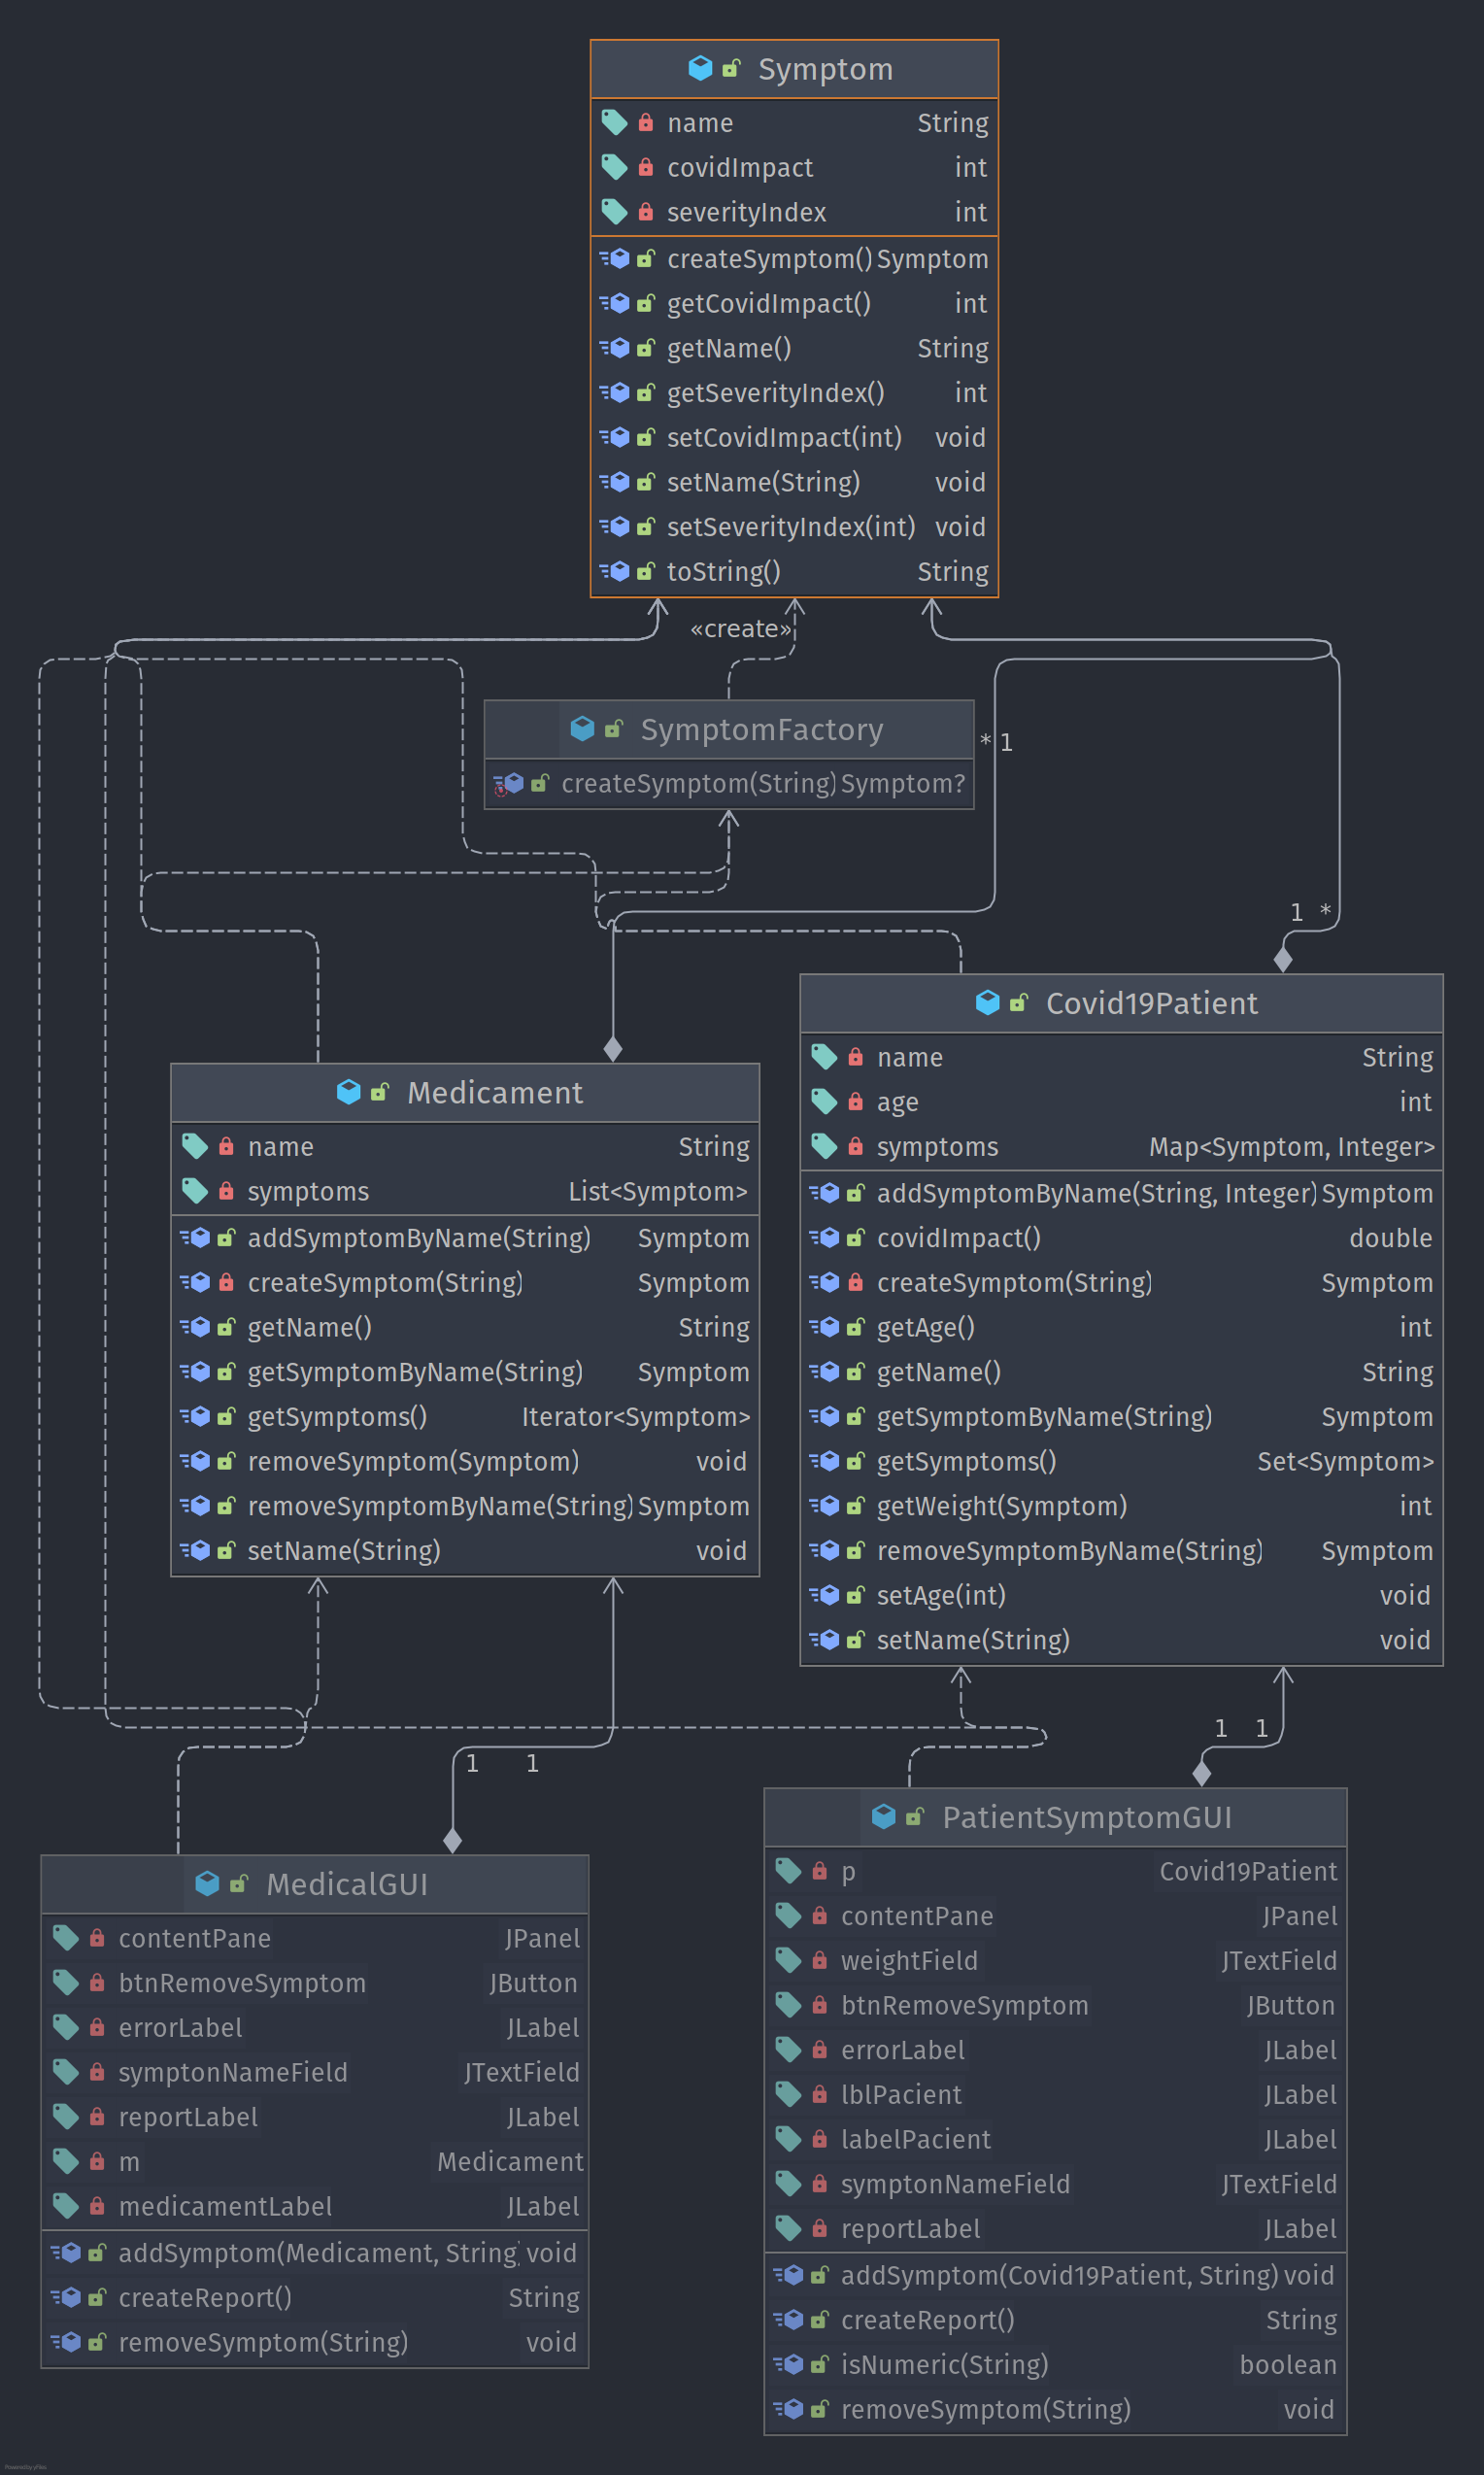 Symptom
name String
covidImpact int
severityIndex int
createSymptom() Symptom
getCovidImpact() int
getName() String
getSeverityIndex() int
setCovidImpact(int) void
setName(String) void
setSeverityIndex(int) void
toString() String
«create»
SymptomFactory
* 1
createSymptom(String) Symptom?
1 *
Covid19Patient
name String
age int
symptoms Map<Symptom, Integer>
addSymptomByName(String, Integer) Symptom
covidImpact() double
createSymptom(String) Symptom
getAge() int
getName() String
getSymptomByName(String) Symptom
getSymptoms() Set<Symptom>
getWeight(Symptom) int
removeSymptomByName(String) Symptom
setAge(int) void
setName(String) void
Medicament
name String
symptoms List<Symptom>
addSymptomByName(String) Symptom
createSymptom(String) Symptom
getName() String
getSymptomByName(String) Symptom
getSymptoms() Iterator<Symptom>
removeSymptom(Symptom) void
removeSymptomByName(String) Symptom
setName(String) void
1 1
1 1
PatientSymptomGUI
p Covid19Patient
contentPane JPanel
weightField JTextField
btnRemoveSymptom JButton
errorLabel JLabel
lblPacient JLabel
labelPacient JLabel
symptonNameField JTextField
reportLabel JLabel
addSymptom(Covid19Patient, String) void
createReport() String
isNumeric(String) boolean
removeSymptom(String) void
MedicalGUI
contentPane JPanel
btnRemoveSymptom JButton
errorLabel JLabel
symptonNameField JTextField
reportLabel JLabel
m Medicament
medicamentLabel JLabel
addSymptom(Medicament, String) void
createReport() String
removeSymptom(String) void
Powered by yFiles